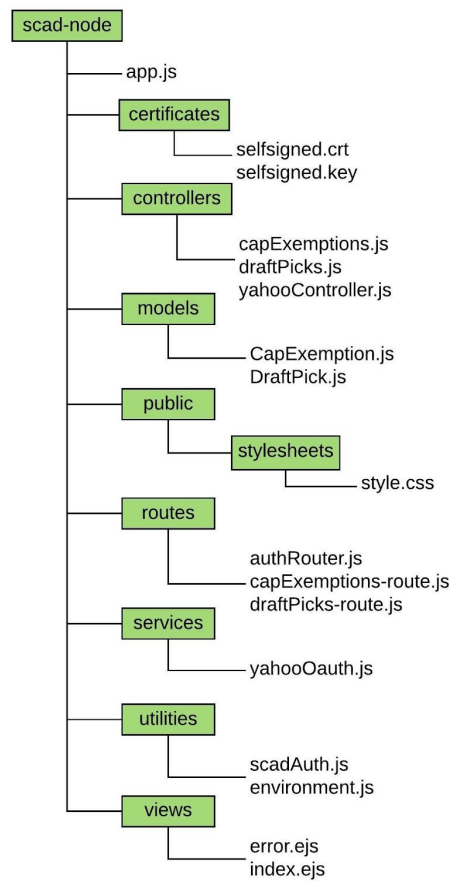 scad-node
app.js
certificates
selfsigned.crt
selfsigned.key
controllers
capExemptions.js
draftPicks.js
yahooController.js
models
CapExemption.js
DraftPick.js
public
stylesheets
style.css
routes
authRouter.js
capExemptions-route.js
draftPicks-route.js
services
yahooOauth.js
utilities
scadAuth.js
environment.js
views
error.ejs
index.ejs